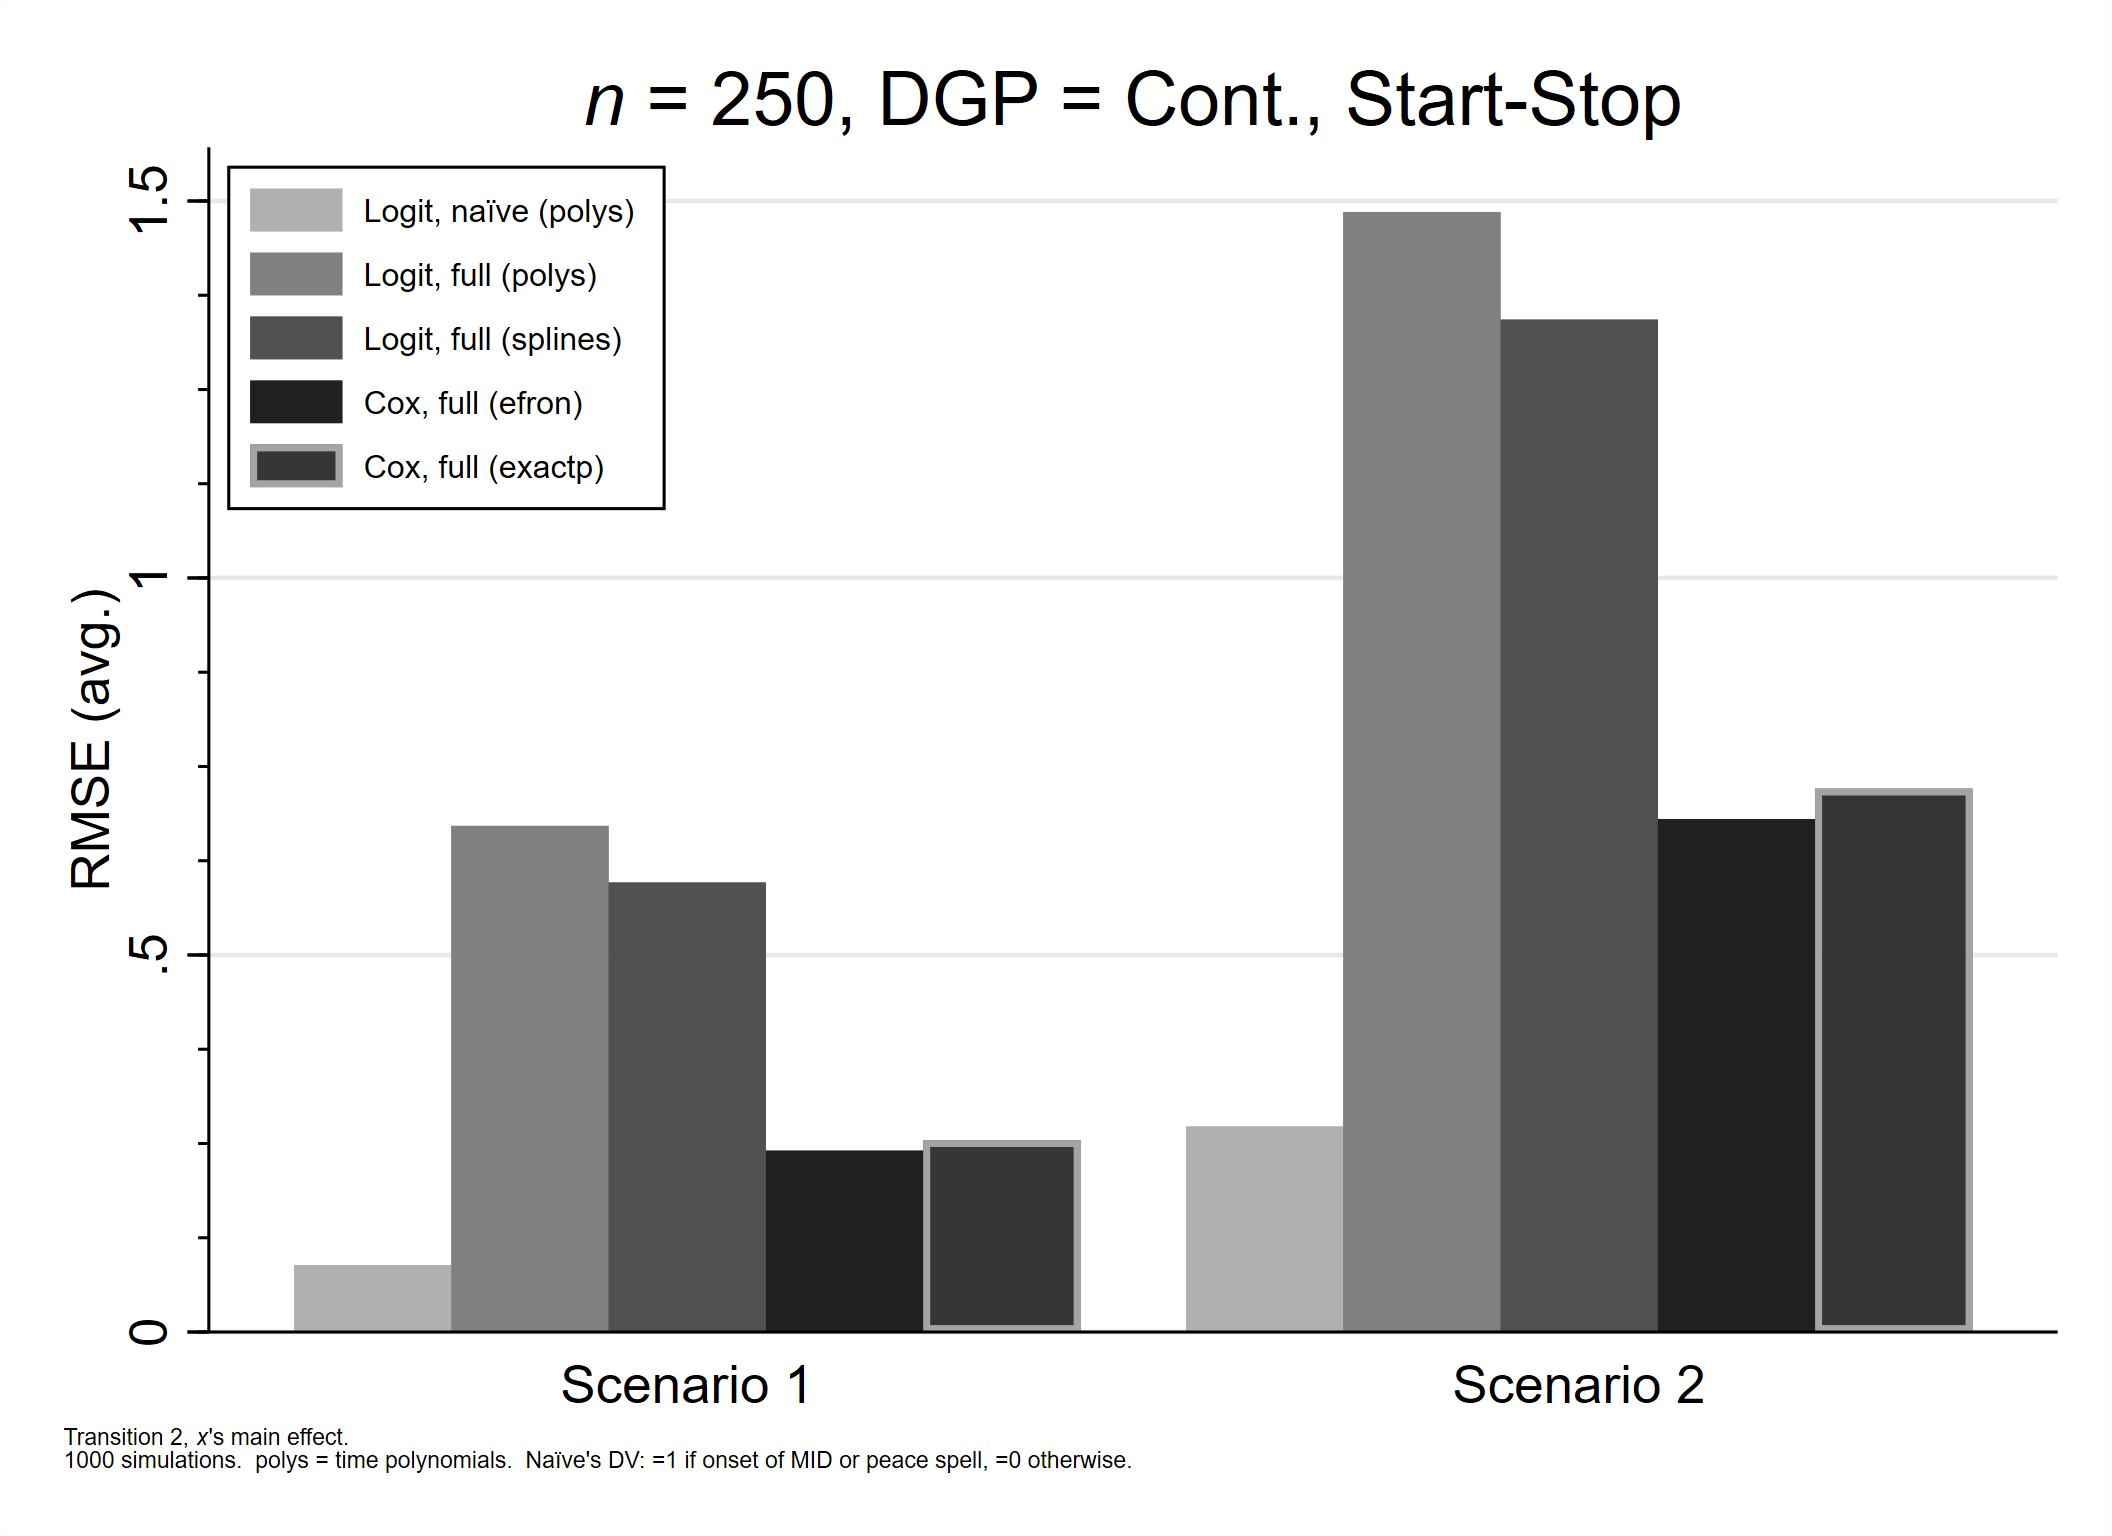 n = 250, DGP = Cont., Start-Stop
Logit, naïve (polys)
Logit, full (polys)
Logit, full (splines)
Cox, full (efron)
Cox, full (exactp)
RMSE (avg.)
1.5
1
.5
0
Scenario 1
Scenario 2
Transition 2, x's main effect.
1000 simulations.  polys = time polynomials.  Naïve's DV: =1 if onset of MID or peace spell, =0 otherwise.